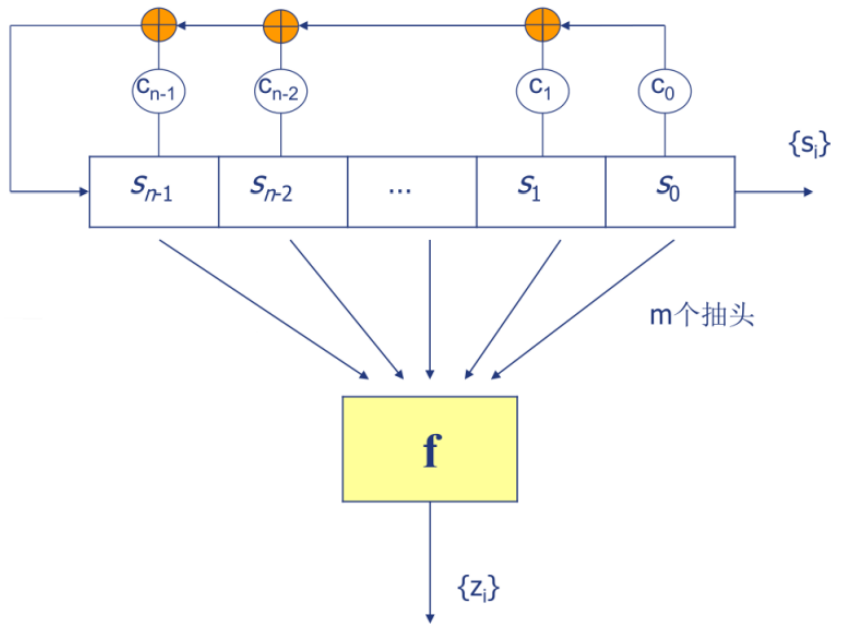 c_{n-1} c_{n-2} c_1 c_0
{s_i}
s_{n-1} s_{n-2} ... s_1 s_0
m个抽头
f
{z_i}